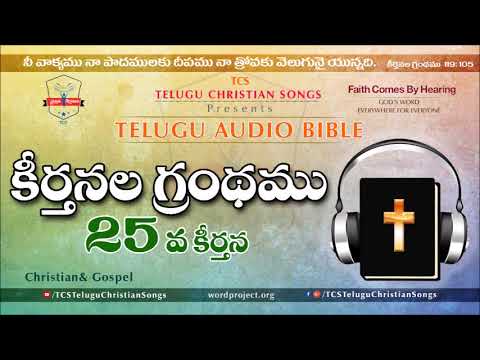 నీ వాక్యము నా పాదములకు దీపము నా త్రోవకు వెలుగునై యున్నది. కీర్తనల గ్రంథము 119:105
TCS
TELUGU CHRISTIAN SONGS
Presents
TELUGU AUDIO BIBLE
Faith Comes By Hearing
GOD'S WORD
EVERYWHERE FOR EVERYONE
కీర్తనల గ్రంథము
25 వ కీర్తన
Christian& Gospel
/TCSTeluguChristianSongs
wordproject.org
/TCSTeluguChristianSongs